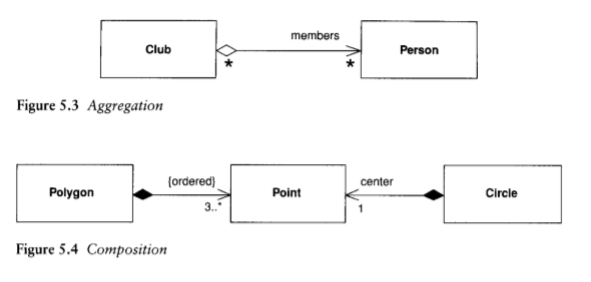 members
Club
Person
*
*
Figure 5.3 Aggregation
{ordered}
center
Polygon
Point
Circle
3..*
1
Figure 5.4 Composition